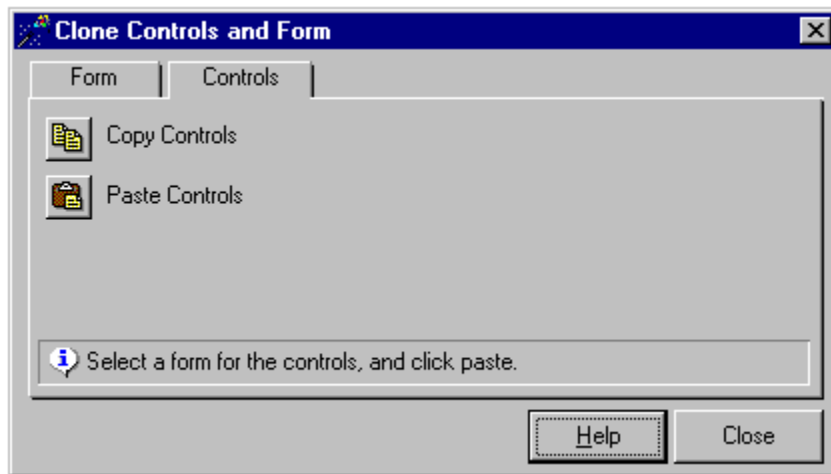 Clone Controls and Form
Form Controls
Copy Controls
Paste Controls
Select a form for the controls, and click paste.
Help Close